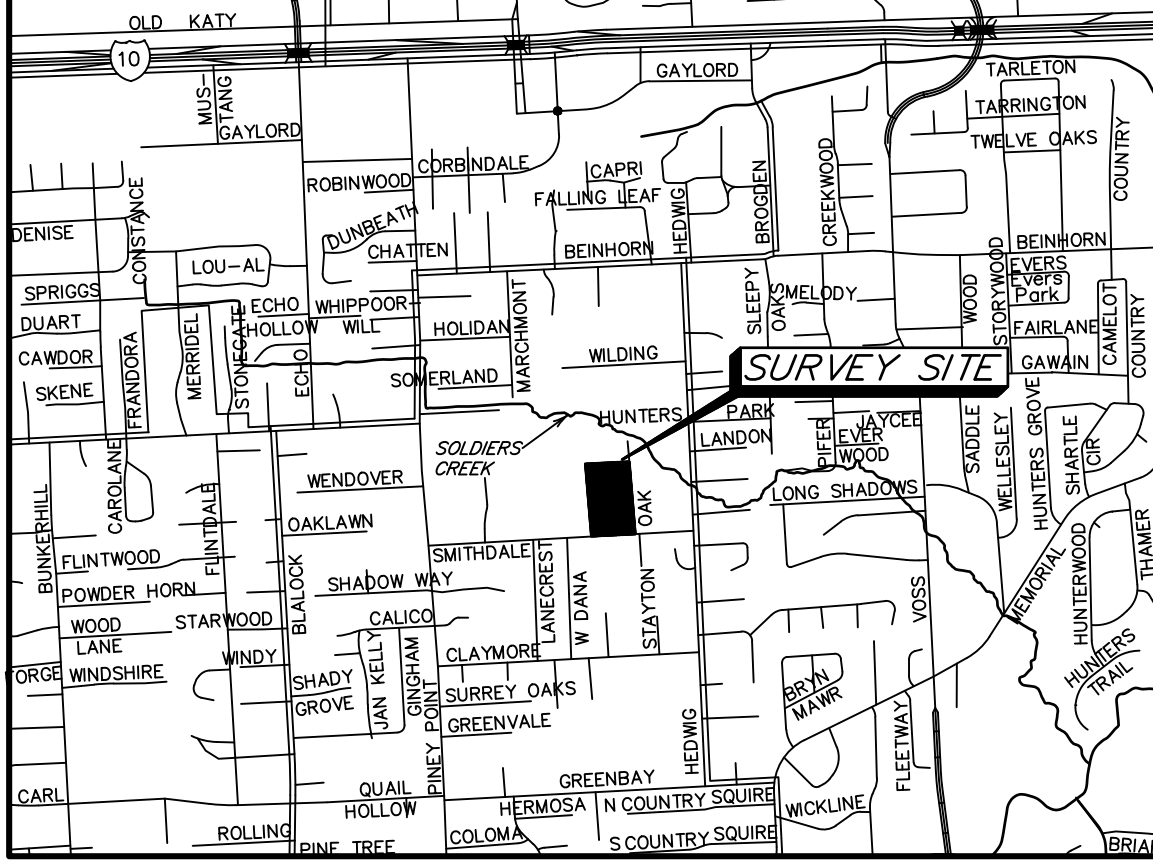 OLD KATY
10
GAYLORD
TARLETON
MUS-
TANG
TARRINGTON
GAYLORD
TWELVE OAKS
COUNTRY
CORBINDALE
CAPRI
ROBINWOOD
FALLING LEAF
CONSTANCE
DUNBEATH
HEDWIG
BROGDEN
CREEKWOOD
DENISE
CHATTEN
BEINHORN
BEINHORN
LOU-AL
EVERS
Evers
Park
SPRIGGS
ECHO
HOLLOW
WHIPPOOR-
WILL
SLEEPY
OAKS
MELODY
WOOD
STORYWOOD
DUART
HOLIDAN
MARCHMONT
FAIRLANE
CAMELOT
COUNTRY
CAWDOR
FRANDORA
MERRIDEL
STONEGATE
ECHO
WILDING
GAWAIN
SKENE
SOMERLAND
SURVEY SITE
HUNTERS
PARK
JAYCEE
LANDON
PIFER
EVER
WOOD
SADDLE
WELLESLEY
HUNTERS GROVE
SHARTLE
CIR
SOLDIERS
CREEK
CAROLANE
WENDOVER
LONG SHADOWS
BUNKERHILL
FLINTDALE
OAKLAWN
OAK
FLINTWOOD
SMITHDALE
THAMER
POWDER HORN
BLALOCK
SHADOW WAY
LANECREST
W DANA
STAYTON
VOSS
MEMORIAL
HUNTERWOOD
WOOD
LANE
STARWOOD
CALICO
WINDY
CLAYMORE
HUNTERS
TRAIL
FORGE
WINDSHIRE
SHADY
GROVE
JAN KELLY
GINGHAM
SURREY OAKS
BRYN
MAWR
GREENVALE
PINEY POINT
HEDWIG
FLEETWAY
CARL
QUAIL
HOLLOW
GREENBAY
HERMOSA
N COUNTRY SQUIRE
WICKLINE
ROLLING
PINE TREE
COLOMA
S COUNTRY SQUIRE
BRIAR